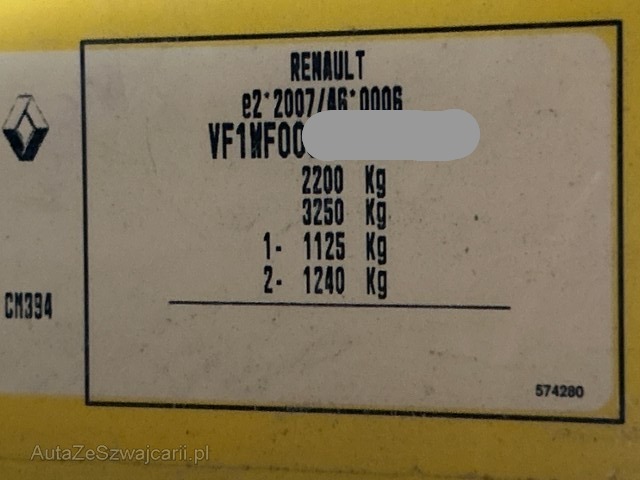 RENAULT
e2*2007/46*0006
VF1MF00
2200 Kg
3250 Kg
1- 1125 Kg
2- 1240 Kg
CM394
574280
AutaZeSzwajcarii.pl